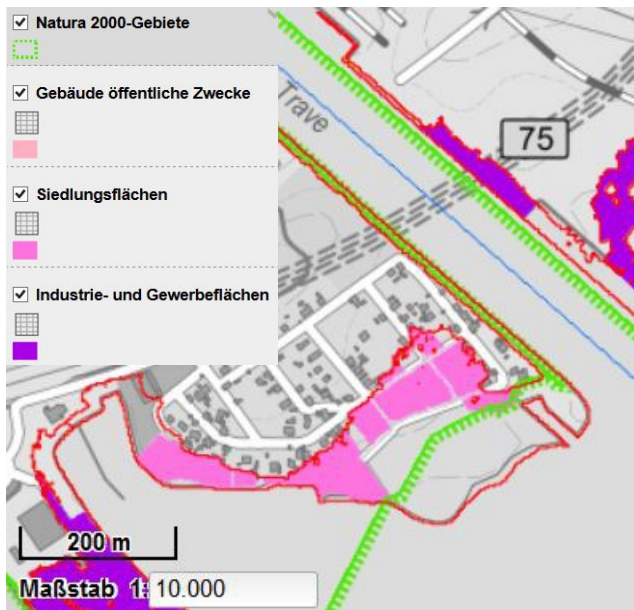 Natura 2000-Gebiete
Gebäude öffentliche Zwecke
Siedlungsflächen
Industrie- und Gewerbeflächen
Trave
75
200 m
Maßstab 1: 10.000